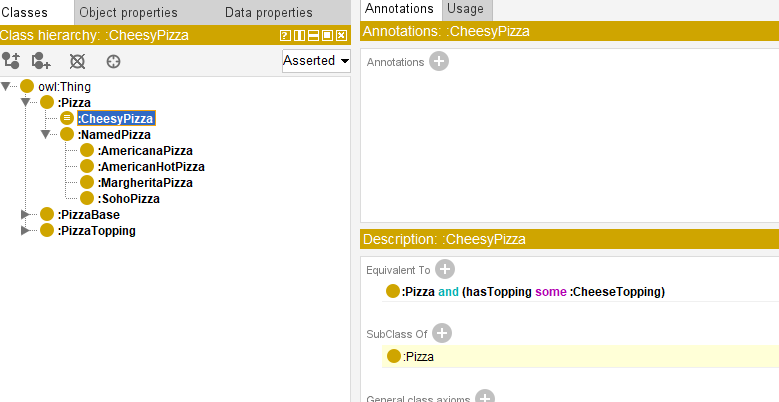 Classes Object properties Data properties
Class hierarchy: :CheesyPizza
Asserted
owl:Thing
:Pizza
:CheesyPizza
:NamedPizza
:AmericanaPizza
:AmericanHotPizza
:MargheritaPizza
:SohoPizza
:PizzaBase
:PizzaTopping
Annotations Usage
Annotations: :CheesyPizza
Annotations
Description: :CheesyPizza
Equivalent To
:Pizza and (hasTopping some :CheeseTopping)
SubClass Of
:Pizza
General class axioms